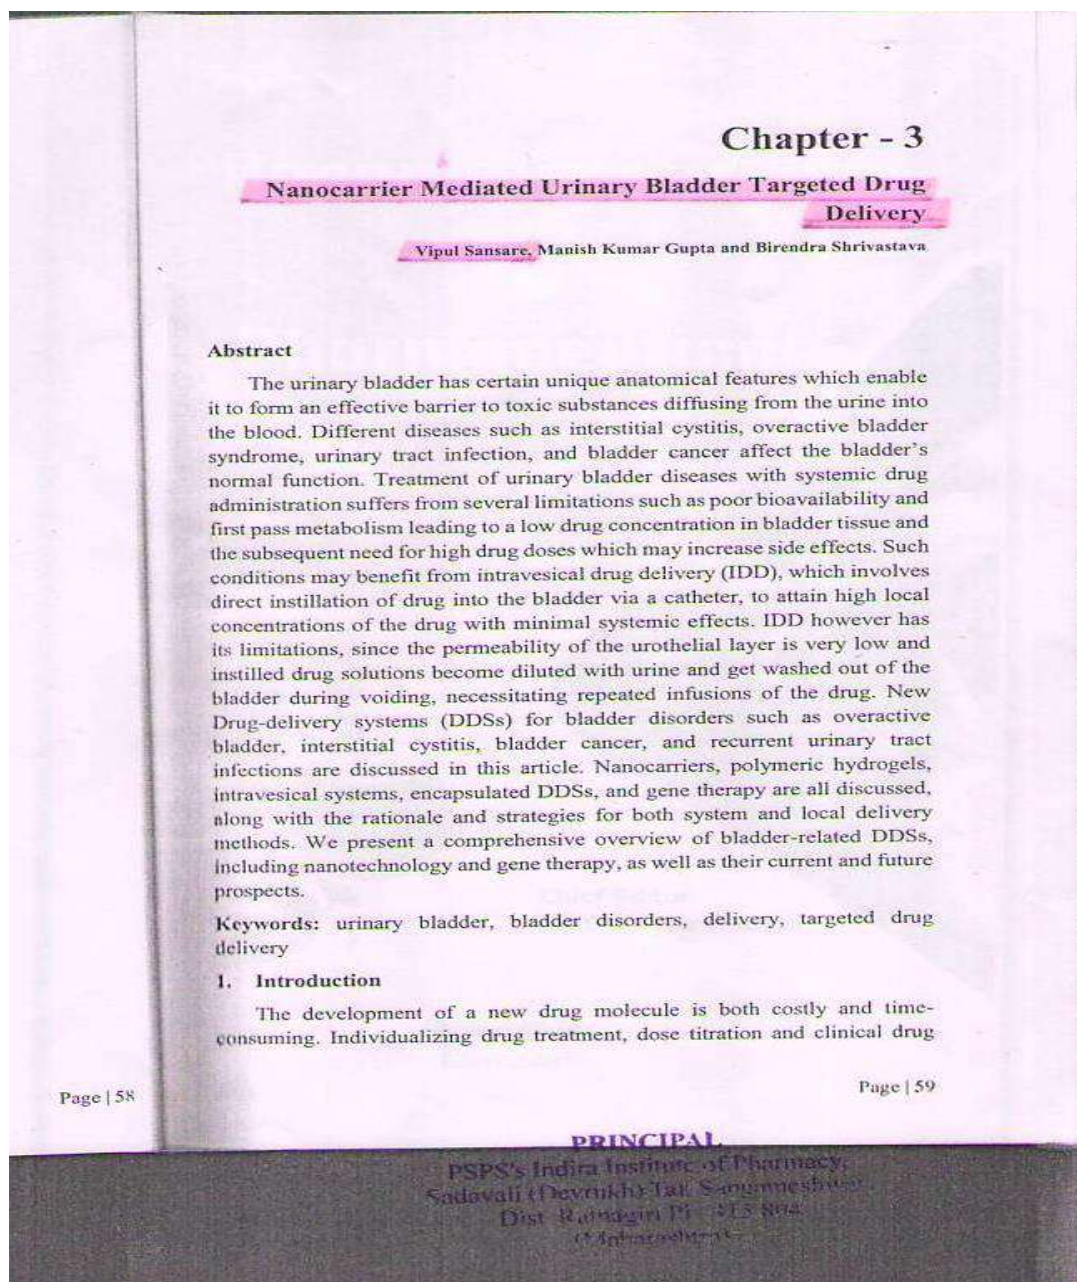 Chapter - 3
Nanocarrier Mediated Urinary Bladder Targeted Drug
Delivery
Vipul Sansare, Manish Kumar Gupta and Birendra Shrivastava
Abstract
The urinary bladder has certain unique anatomical features which enable
it to form an effective barrier to toxic substances diffusing from the urine into
the blood. Different diseases such as interstitial cystitis, overactive bladder
syndrome, urinary tract infection, and bladder cancer affect the bladder's
normal function. Treatment of urinary bladder diseases with systemic drug
administration suffers from several limitations such as poor bioavailability and
first pass metabolism leading to a low drug concentration in bladder tissue and
the subsequent need for high drug doses which may increase side effects. Such
conditions may benefit from intravesical drug delivery (IDD), which involves
direct instillation of drug into the bladder via a catheter, to attain high local
concentrations of the drug with minimal systemic effects. IDD however has
its limitations, since the permeability of the urothelial layer is very low and
instilled drug solutions become diluted with urine and get washed out of the
bladder during voiding, necessitating repeated infusions of the drug. New
Drug-delivery systems (DDSs) for bladder disorders such as overactive
bladder, interstitial cystitis, bladder cancer, and recurrent urinary tract
infections are discussed in this article. Nanocarriers, polymeric hydrogels,
intravesical systems, encapsulated DDSs, and gene therapy are all discussed,
along with the rationale and strategies for both system and local delivery
methods. We present a comprehensive overview of bladder-related DDSs,
including nanotechnology and gene therapy, as well as their current and future
prospects.
Keywords: urinary bladder, bladder disorders, delivery, targeted drug
delivery
1. Introduction
The development of a new drug molecule is both costly and time-
consuming. Individualizing drug treatment, dose titration and clinical drug
Page | 58
Page | 59
PRINCIPAL
PSPS's Indira Institute of Pharmacy,
Sadavali (Devrukh) Tal. Sangameshwar,
Dist. Ratnagiri